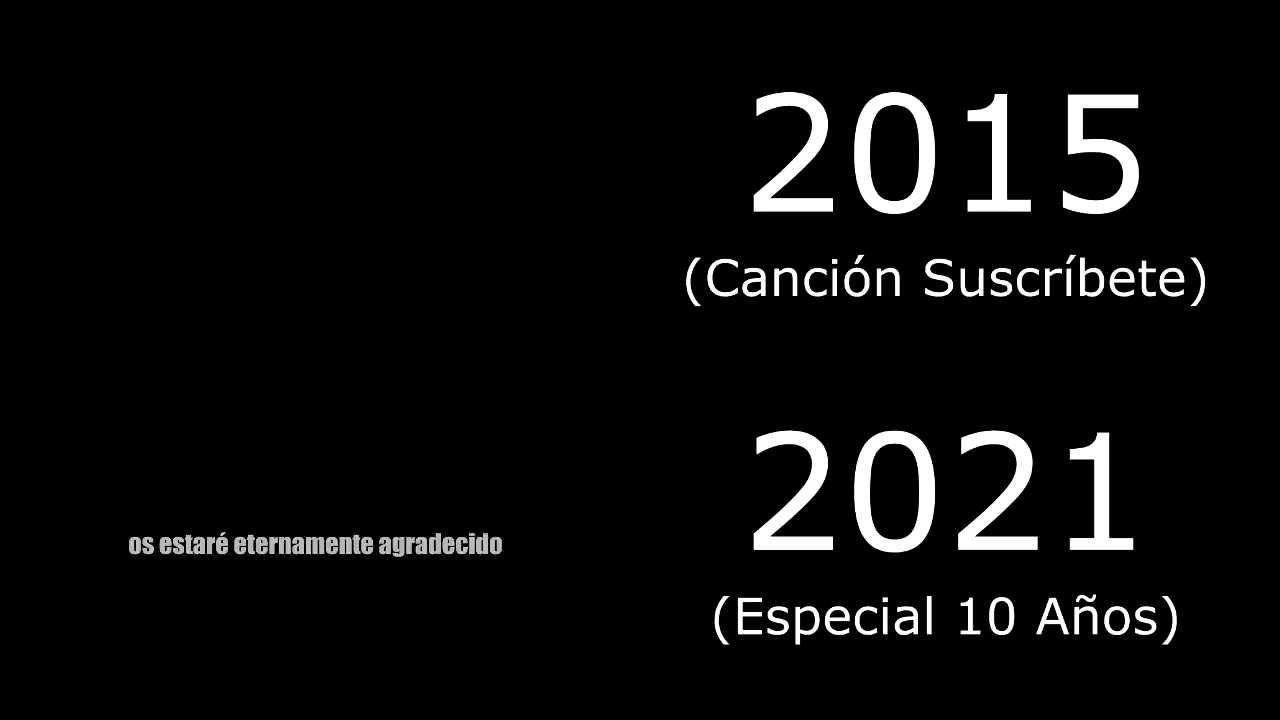 2015
(Canción Suscríbete)
2021
os estaré eternamente agradecido
(Especial 10 Años)